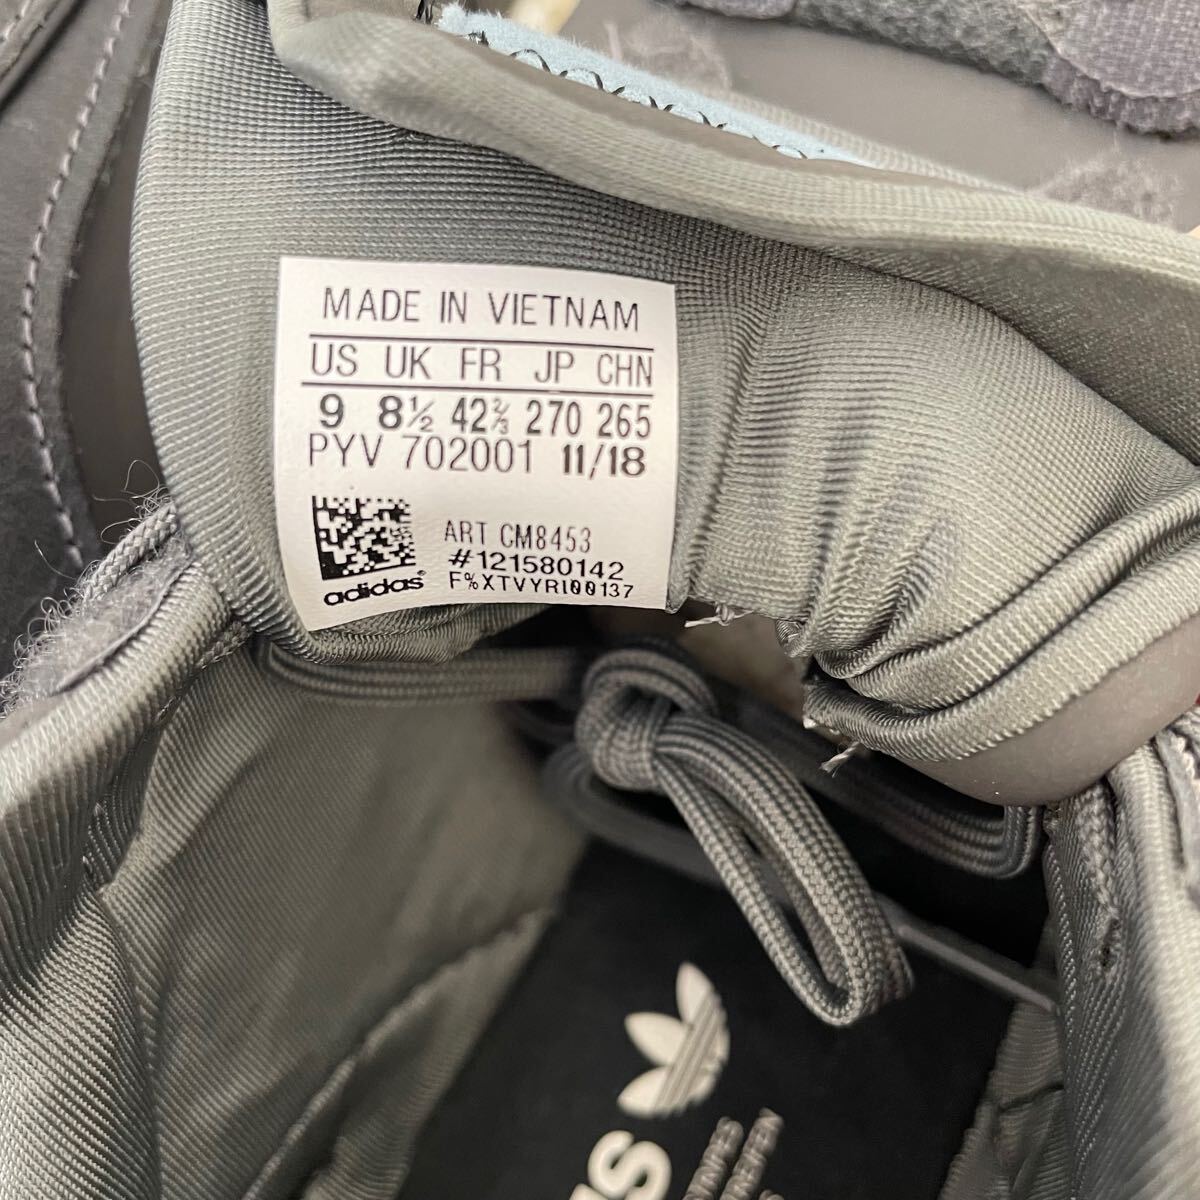 MADE IN VIETNAM
US UK FR JP CHN
9 8½ 42⅔ 270 265
PYV 702001 11/18
ART CM8453
#121580142
F%XTVYRI00137
adidas